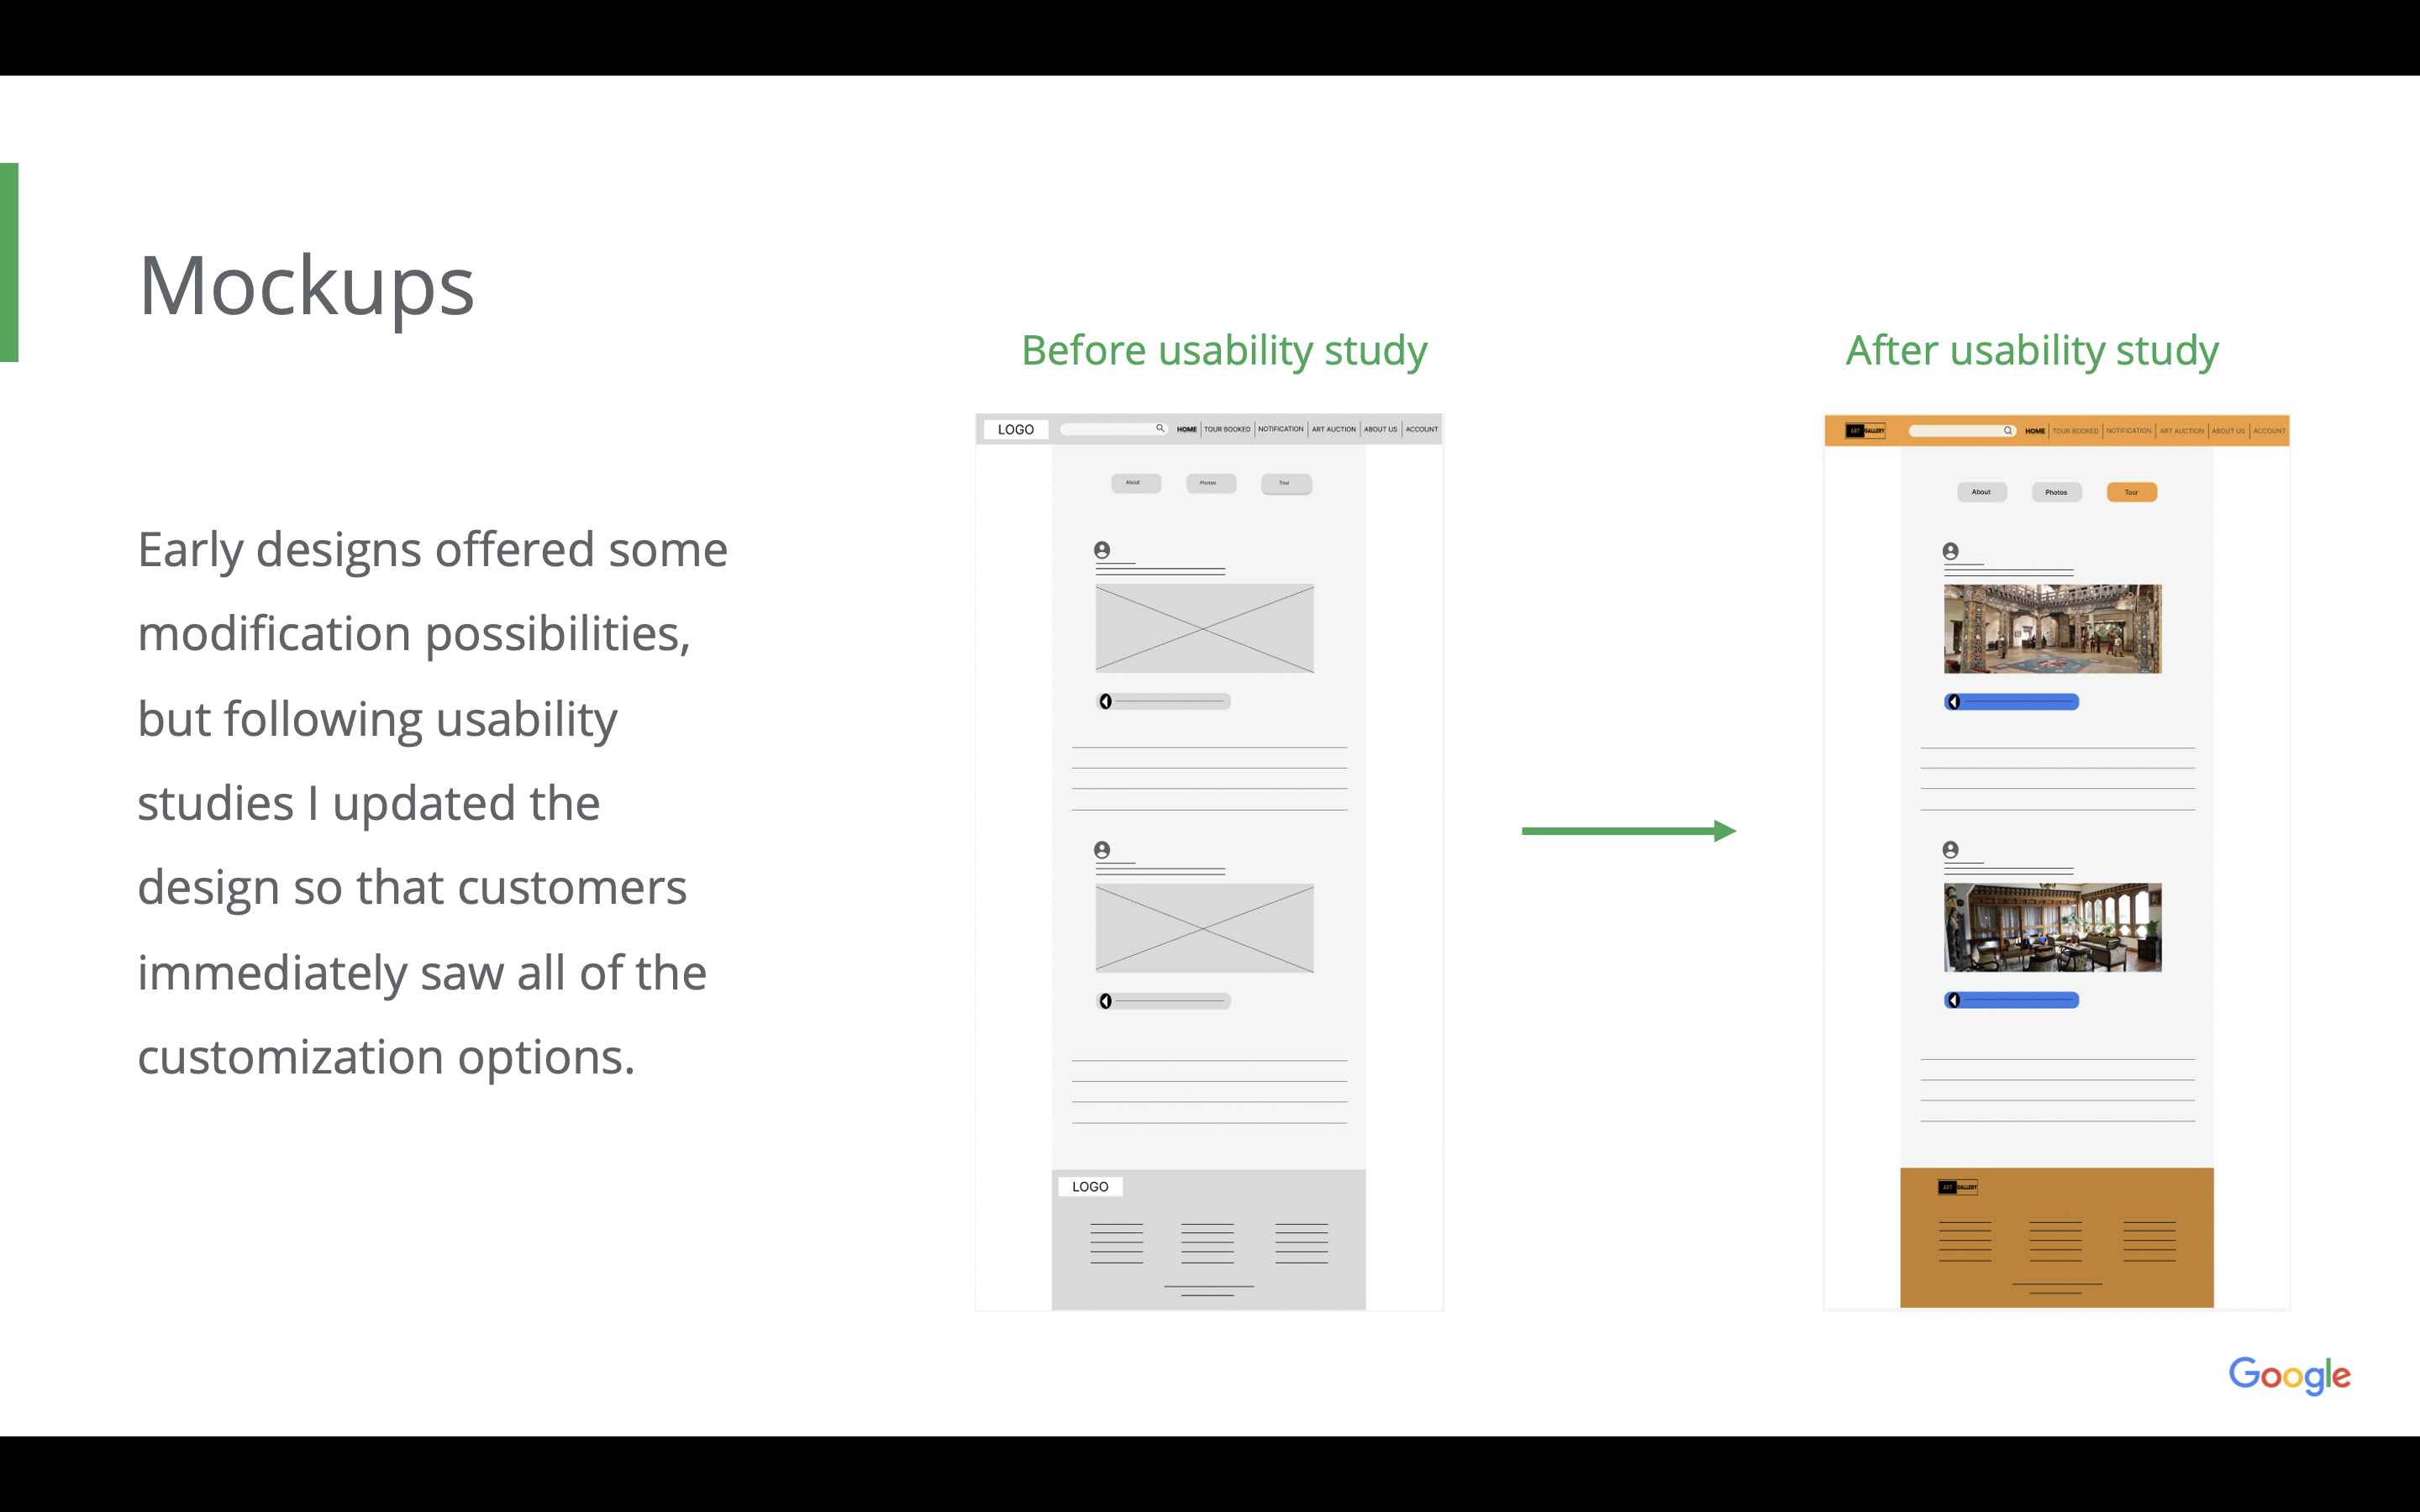 Mockups
Early designs offered some
modification possibilities,
but following usability
studies I updated the
design so that customers
immediately saw all of the
customization options.
Before usability study
LOGO HOME TOUR BOOKED NOTIFICATION ART AUCTION ABOUT US ACCOUNT
About Photos Tour
LOGO
After usability study
ART GALLERY HOME TOUR BOOKED NOTIFICATION ART AUCTION ABOUT US ACCOUNT
About Photos Tour
ART GALLERY
Google